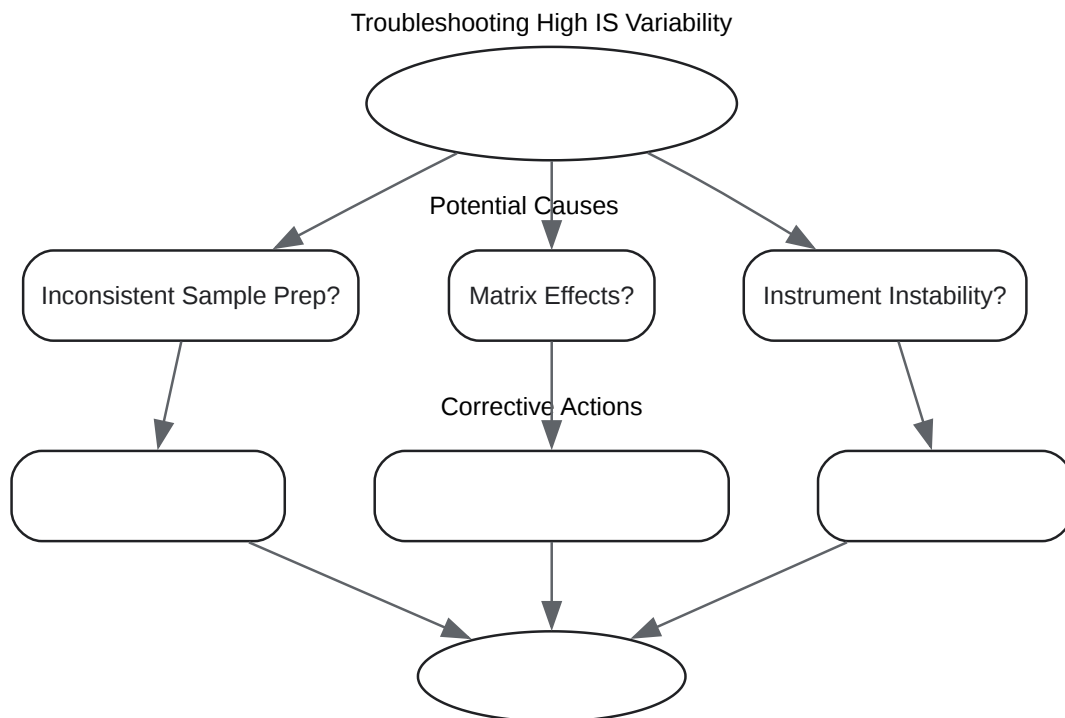 Troubleshooting High IS Variability
Potential Causes
Inconsistent Sample Prep?
Matrix Effects?
Instrument Instability?
Corrective Actions